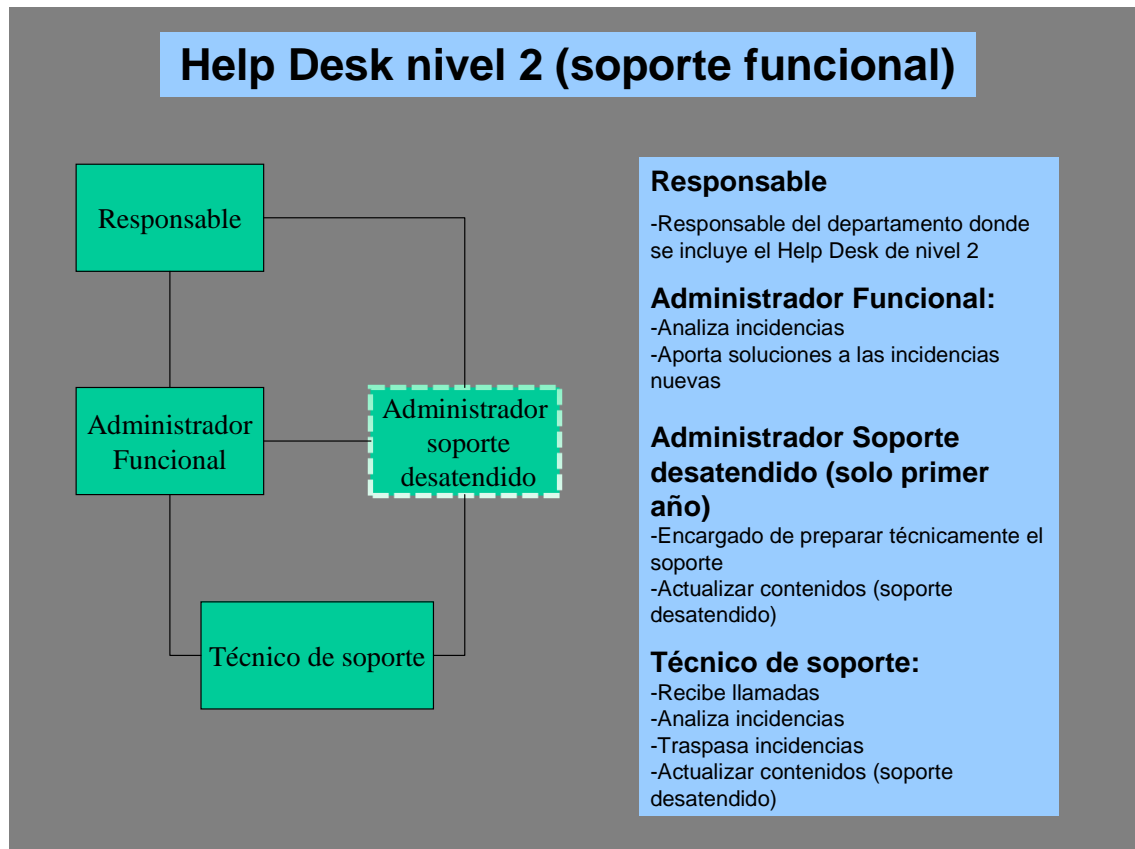 Help Desk nivel 2 (soporte funcional)
Responsable
Administrador
Funcional
Administrador
soporte
desatendido
Técnico de soporte
Responsable
-Responsable del departamento donde
se incluye el Help Desk de nivel 2
Administrador Funcional:
-Analiza incidencias
-Aporta soluciones a las incidencias
nuevas
Administrador Soporte
desatendido (solo primer
año)
-Encargado de preparar técnicamente el
soporte
-Actualizar contenidos (soporte
desatendido)
Técnico de soporte:
-Recibe llamadas
-Analiza incidencias
-Traspasa incidencias
-Actualizar contenidos (soporte
desatendido)